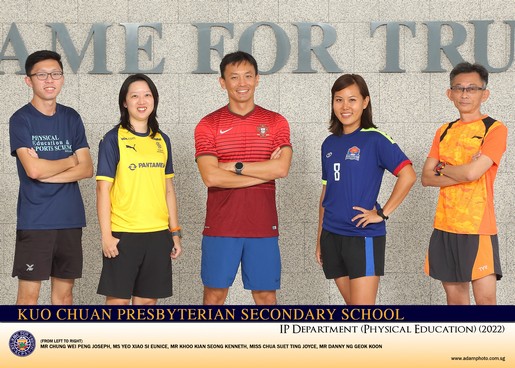 AME FOR TRU
PHYSICAL
Education &
SPORTS SCIENCE
PANTAREI
8
KUO CHUAN PRESBYTERIAN SECONDARY SCHOOL
IP DEPARTMENT (PHYSICAL EDUCATION) (2022)
(FROM LEFT TO RIGHT)
MR CHUNG WEI PENG JOSEPH, MS YEO XIAO SI EUNICE, MR KHOO KIAN SEONG KENNETH, MISS CHUA SUET TING JOYCE, MR DANNY NG GEOK KOON
www.adamphoto.com.sg